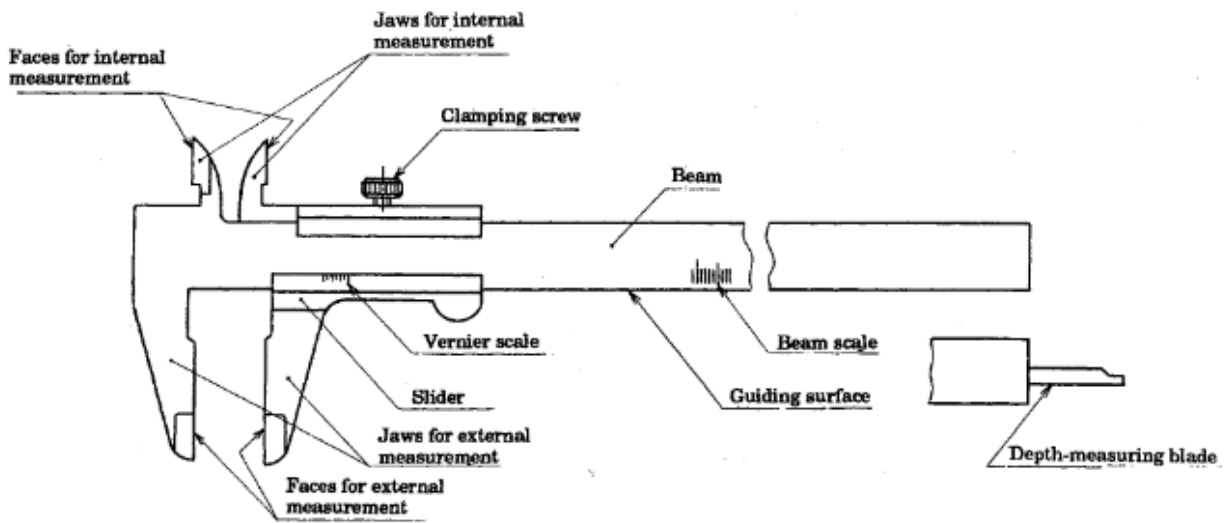 Jaws for internal
measurement
Faces for internal
measurement
Clamping screw
Beam
Vernier scale
Beam scale
Slider
Guiding surface
Jaws for external
measurement
Depth-measuring blade
Faces for external
measurement